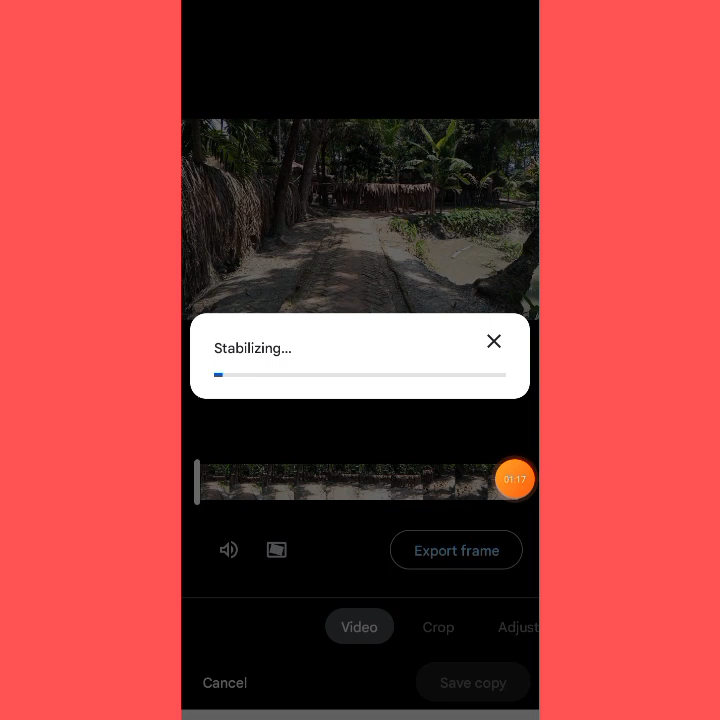 Stabilizing...
01:17
Export frame
Video
Crop
Adjust
Cancel
Save copy